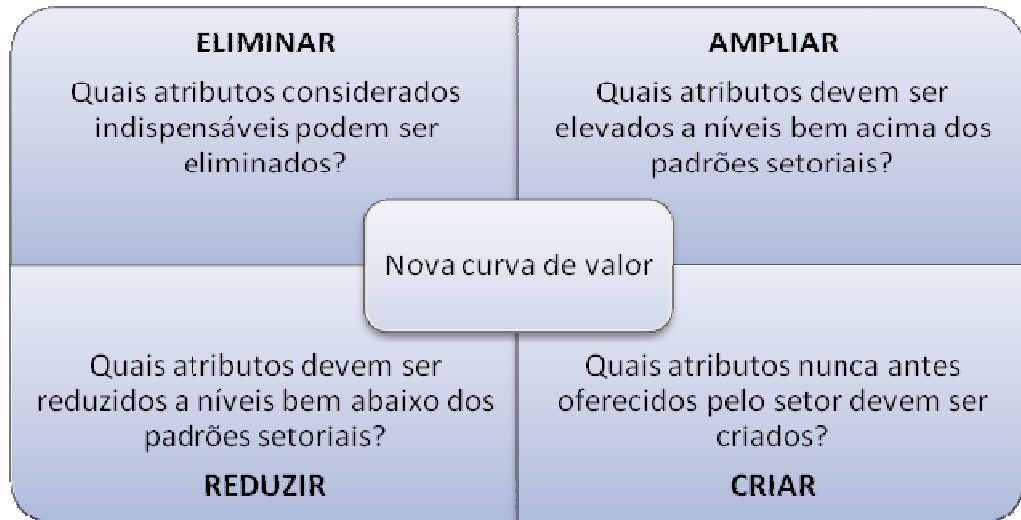 ELIMINAR
Quais atributos considerados
indispensáveis podem ser
eliminados?
AMPLIAR
Quais atributos devem ser
elevados a níveis bem acima dos
padrões setoriais?
Nova curva de valor
Quais atributos devem ser
reduzidos a níveis bem abaixo dos
padrões setoriais?
REDUZIR
Quais atributos nunca antes
oferecidos pelo setor devem ser
criados?
CRIAR